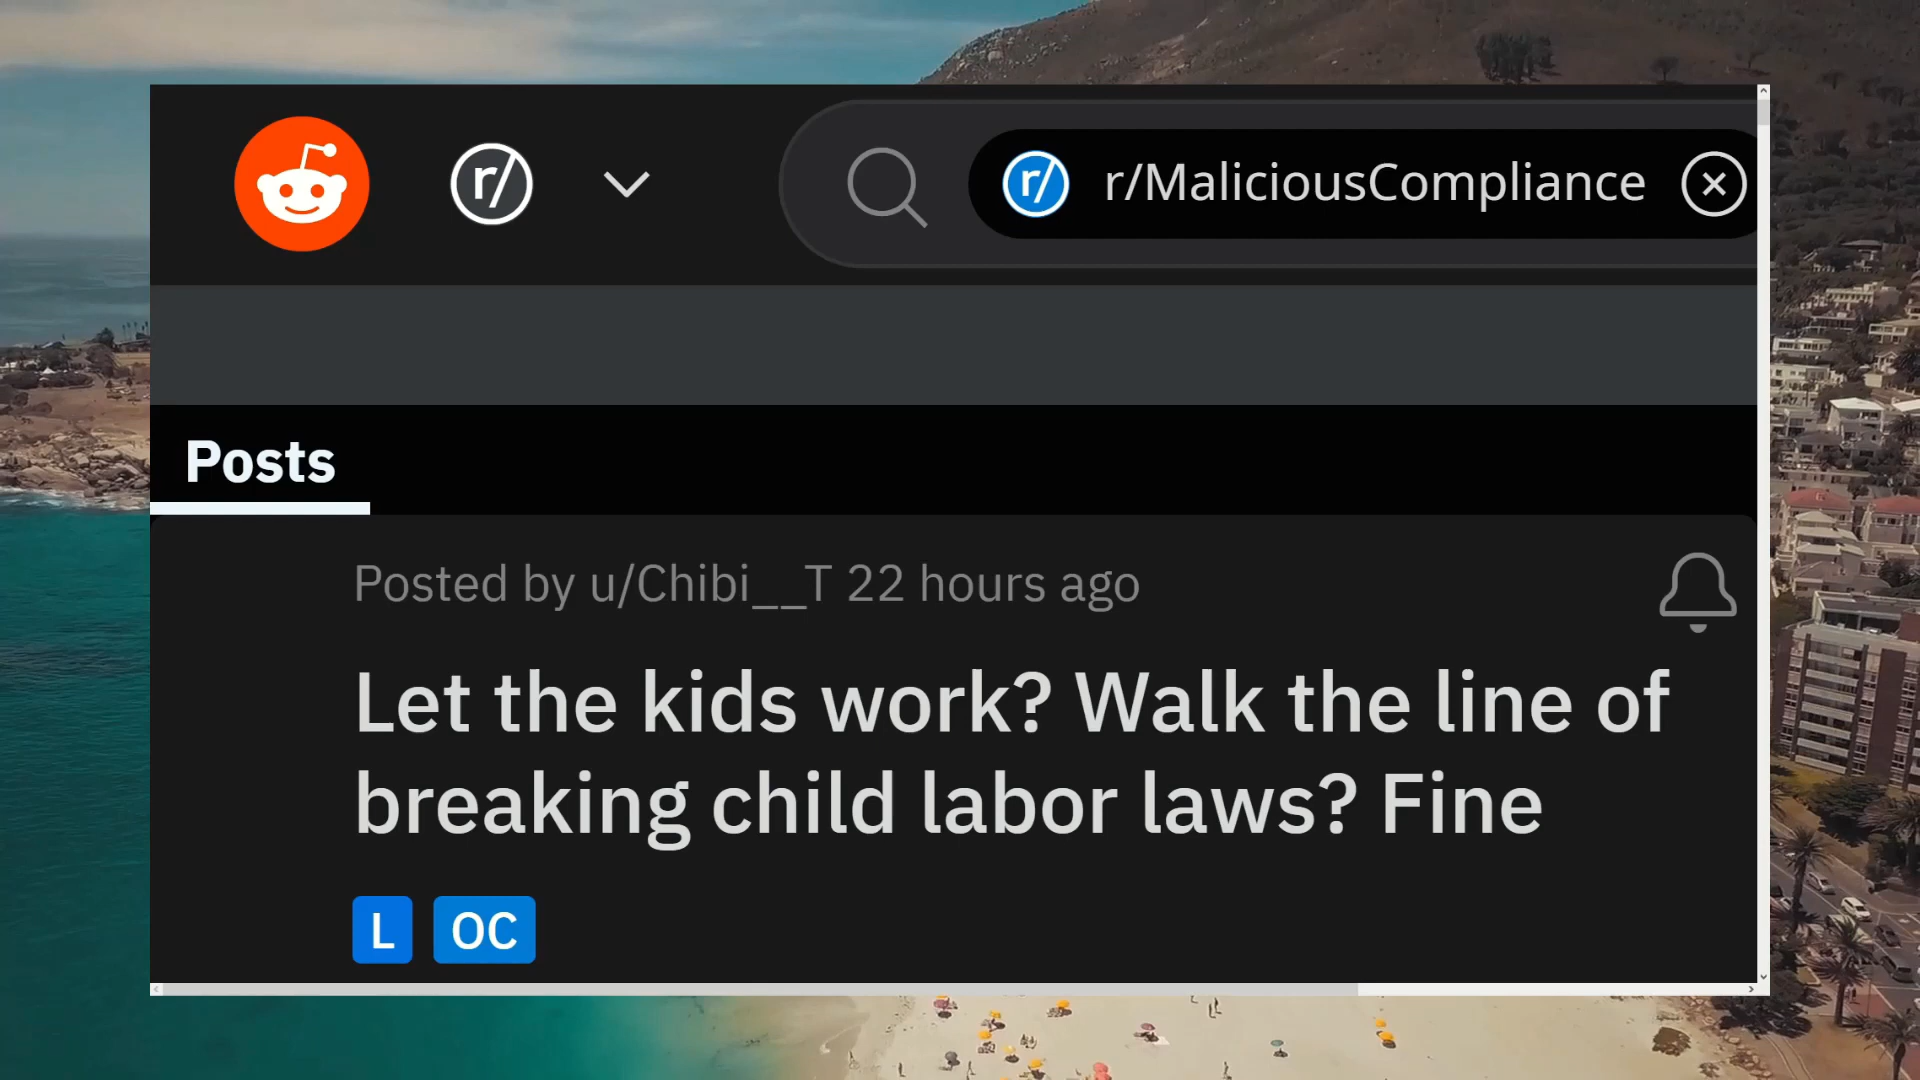 r/ r/ r/MaliciousCompliance
Posts
Posted by u/Chibi__T 22 hours ago
Let the kids work? Walk the line of
breaking child labor laws? Fine
L OC